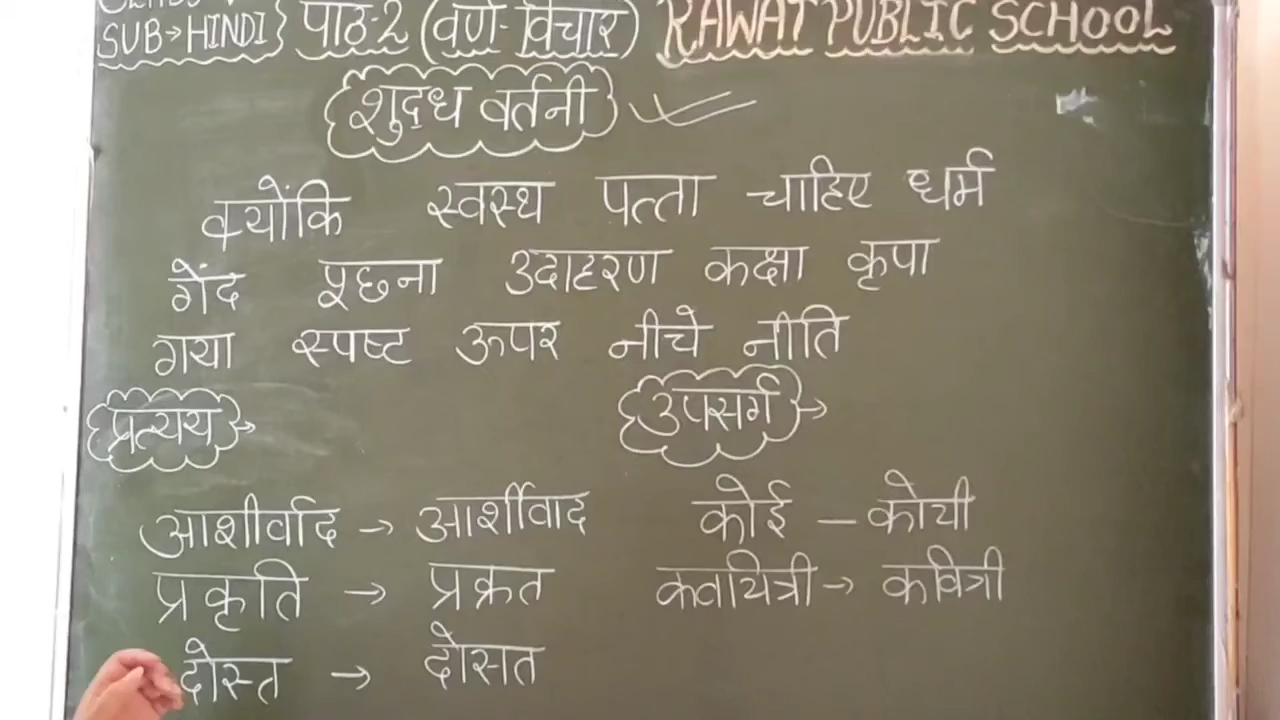 SUB→HINDI} पाठ-2 (वर्ण-विचार) RAWAT PUBLIC SCHOOL
{शुद्ध वर्तनी}
क्योंकि स्वस्थ पत्ता चाहिए धर्म
गेंद पूछना उदाहरण कक्षा कृपा
गया स्पष्ट ऊपर नीचे नीति
{प्रत्यय}→ {उपसर्ग}→
आशीर्वाद → आर्शीवाद कोई – कोयी
प्रकृति → प्रक्रत कवयित्री → कवित्री
दोस्त → दोसत